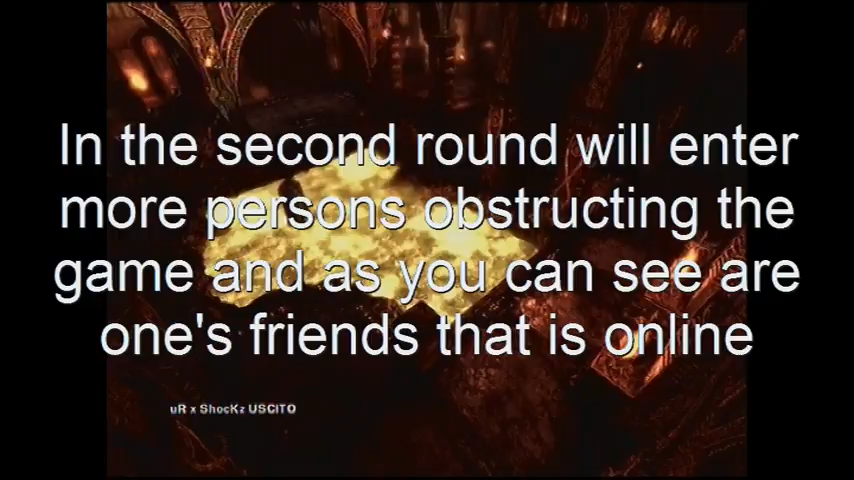 In the second round will enter
more persons obstructing the
game and as you can see are
one's friends that is online
uR x ShocKz USCITO